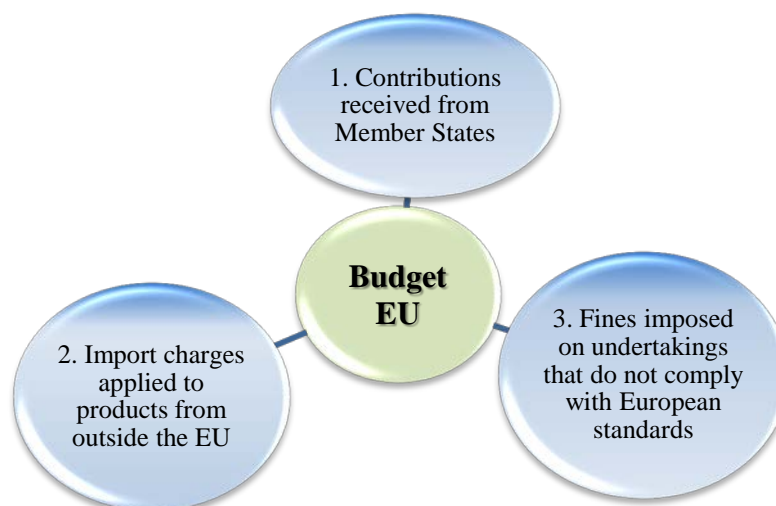 1. Contributions
received from
Member States
Budget
EU
2. Import charges
applied to
products from
outside the EU
3. Fines imposed
on undertakings
that do not comply
with European
standards